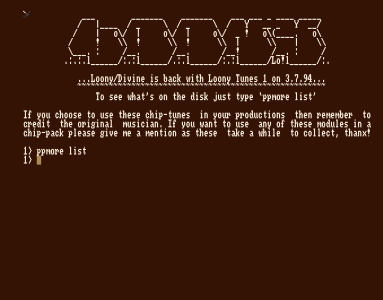 ...Loony/Divine is back with Loony Tunes 1 on 3.7.94...
To see what's on the disk just type 'ppmore list'
If you choose to use these chip-tunes in your productions then remember to
credit the original musician. If you want to use any of these modules in a
chip-pack please give me a mention as these take a while to collect, thanx!
1> ppmore list
1>